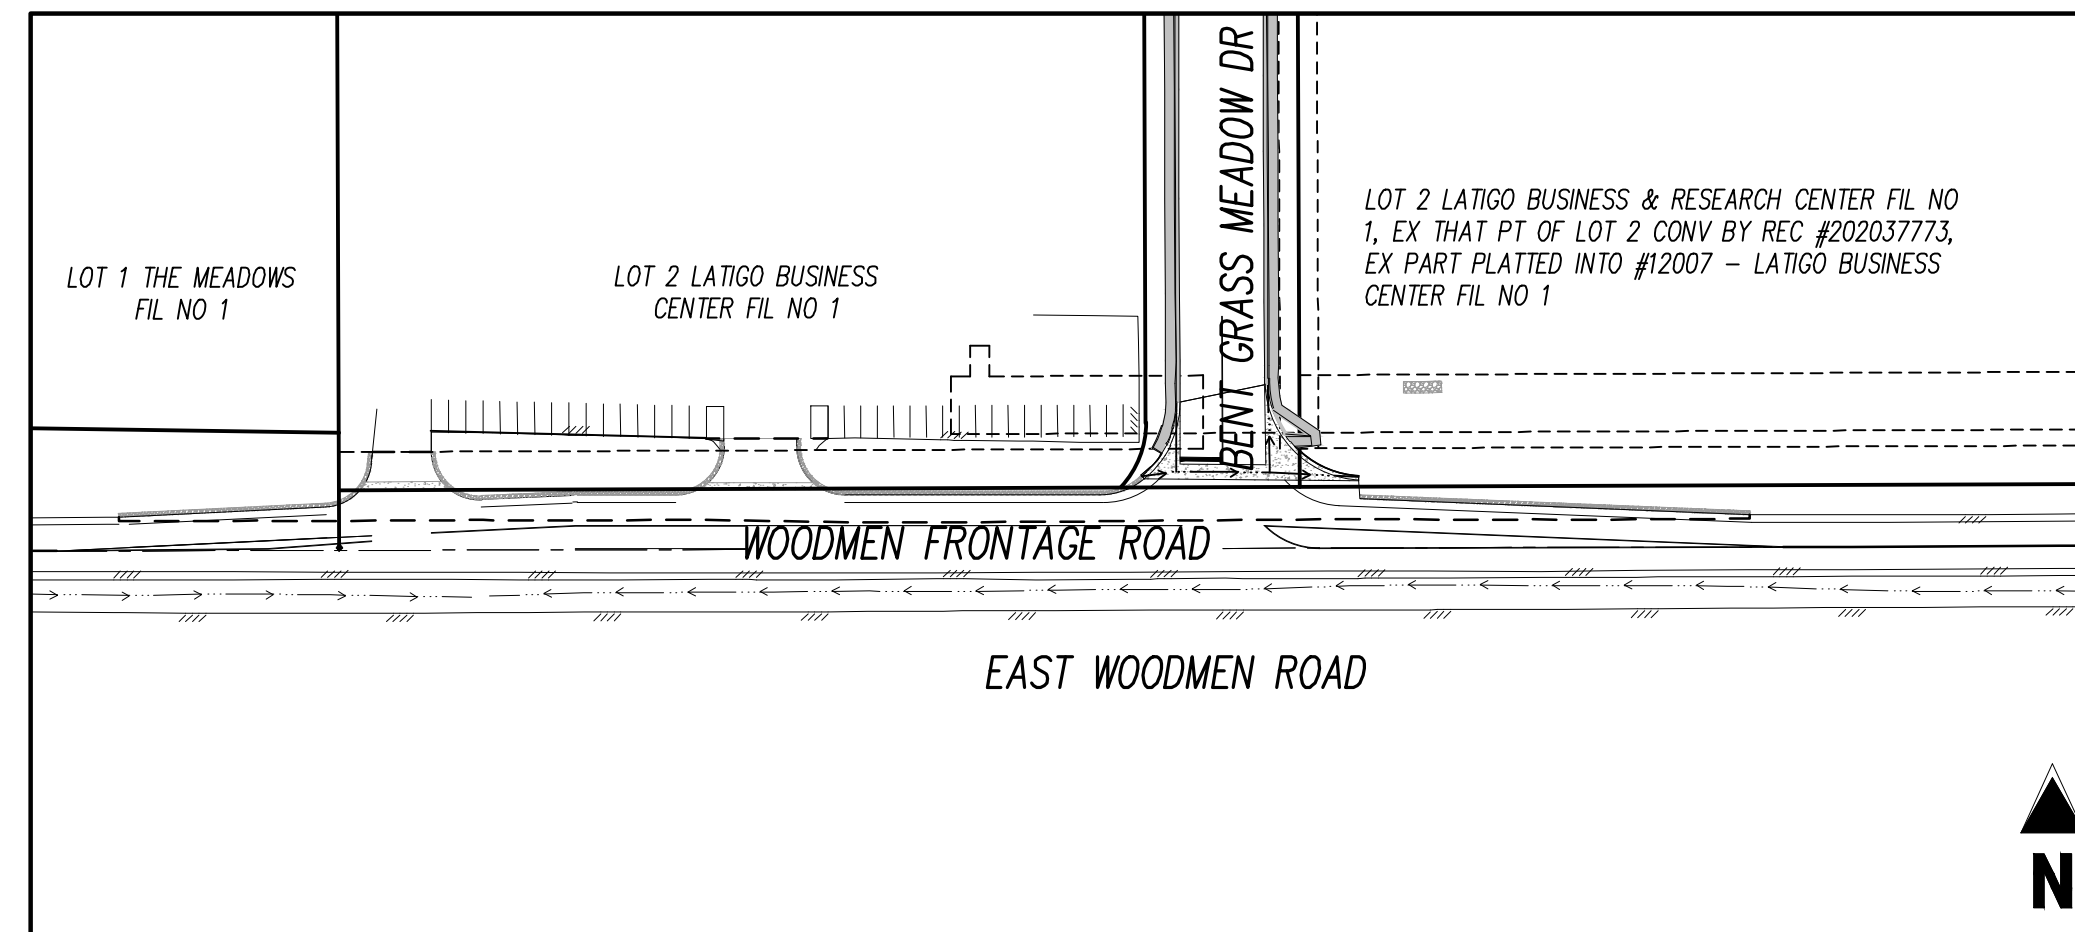 BENT GRASS MEADOW DR
LOT 2 LATIGO BUSINESS & RESEARCH CENTER FIL NO
1, EX THAT PT OF LOT 2 CONV BY REC #202037773,
EX PART PLATTED INTO #12007 - LATIGO BUSINESS
CENTER FIL NO 1
LOT 1 THE MEADOWS
FIL NO 1
LOT 2 LATIGO BUSINESS
CENTER FIL NO 1
WOODMEN FRONTAGE ROAD
EAST WOODMEN ROAD
N